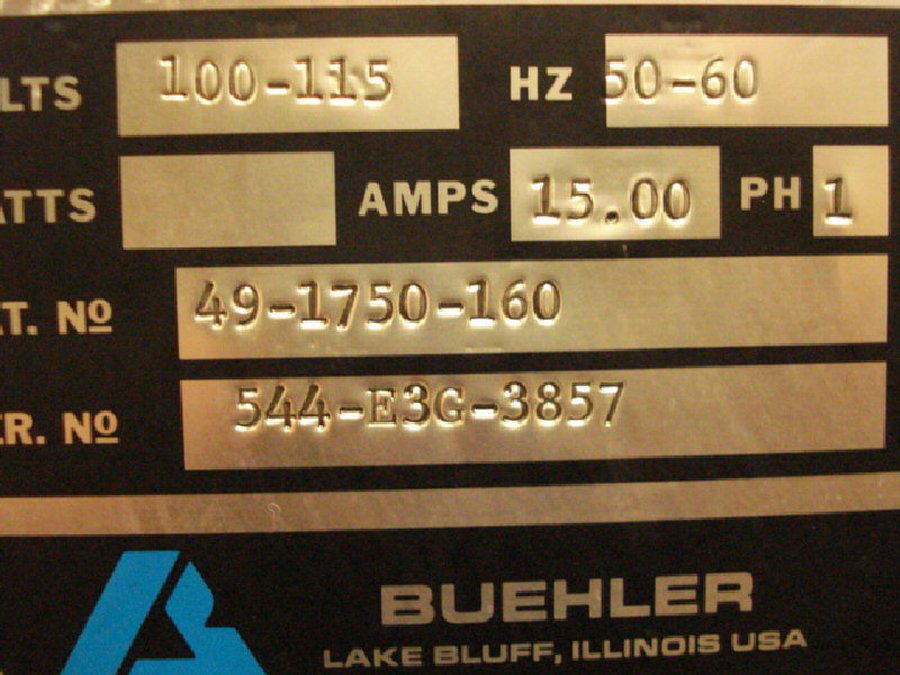 LTS 100-115 HZ 50-60
ATTS AMPS 15.00 PH 1
T. Nº 49-1750-160
ER. Nº 544-E3G-3857
BUEHLER
LAKE BLUFF, ILLINOIS USA